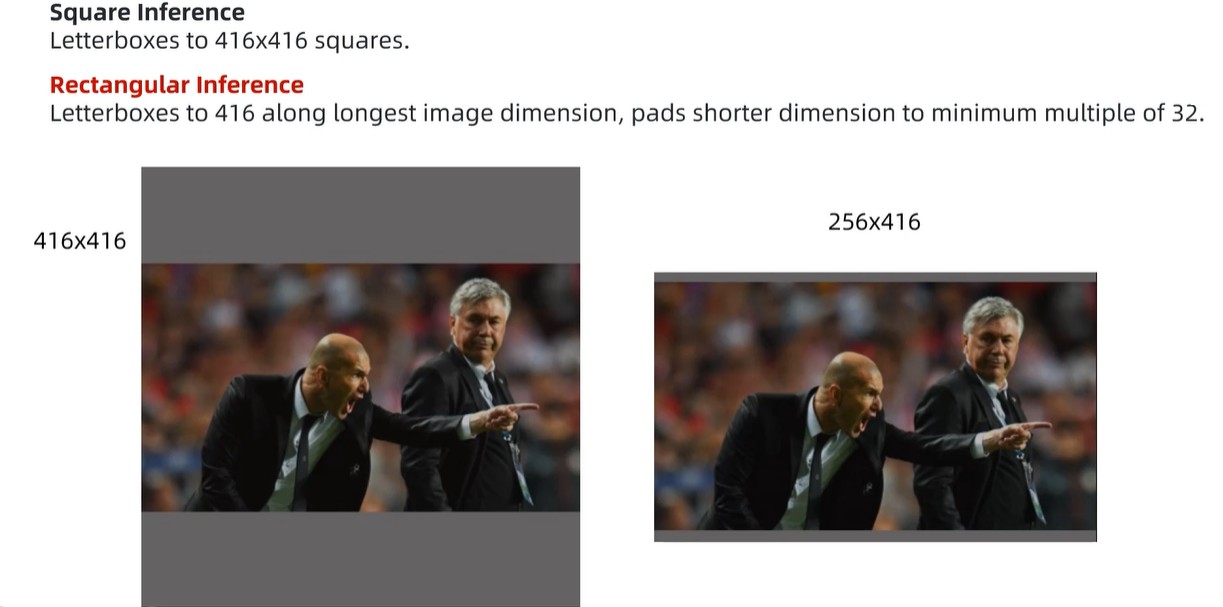 Square Inference
Letterboxes to 416x416 squares.
Rectangular Inference
Letterboxes to 416 along longest image dimension, pads shorter dimension to minimum multiple of 32.
416x416
256x416